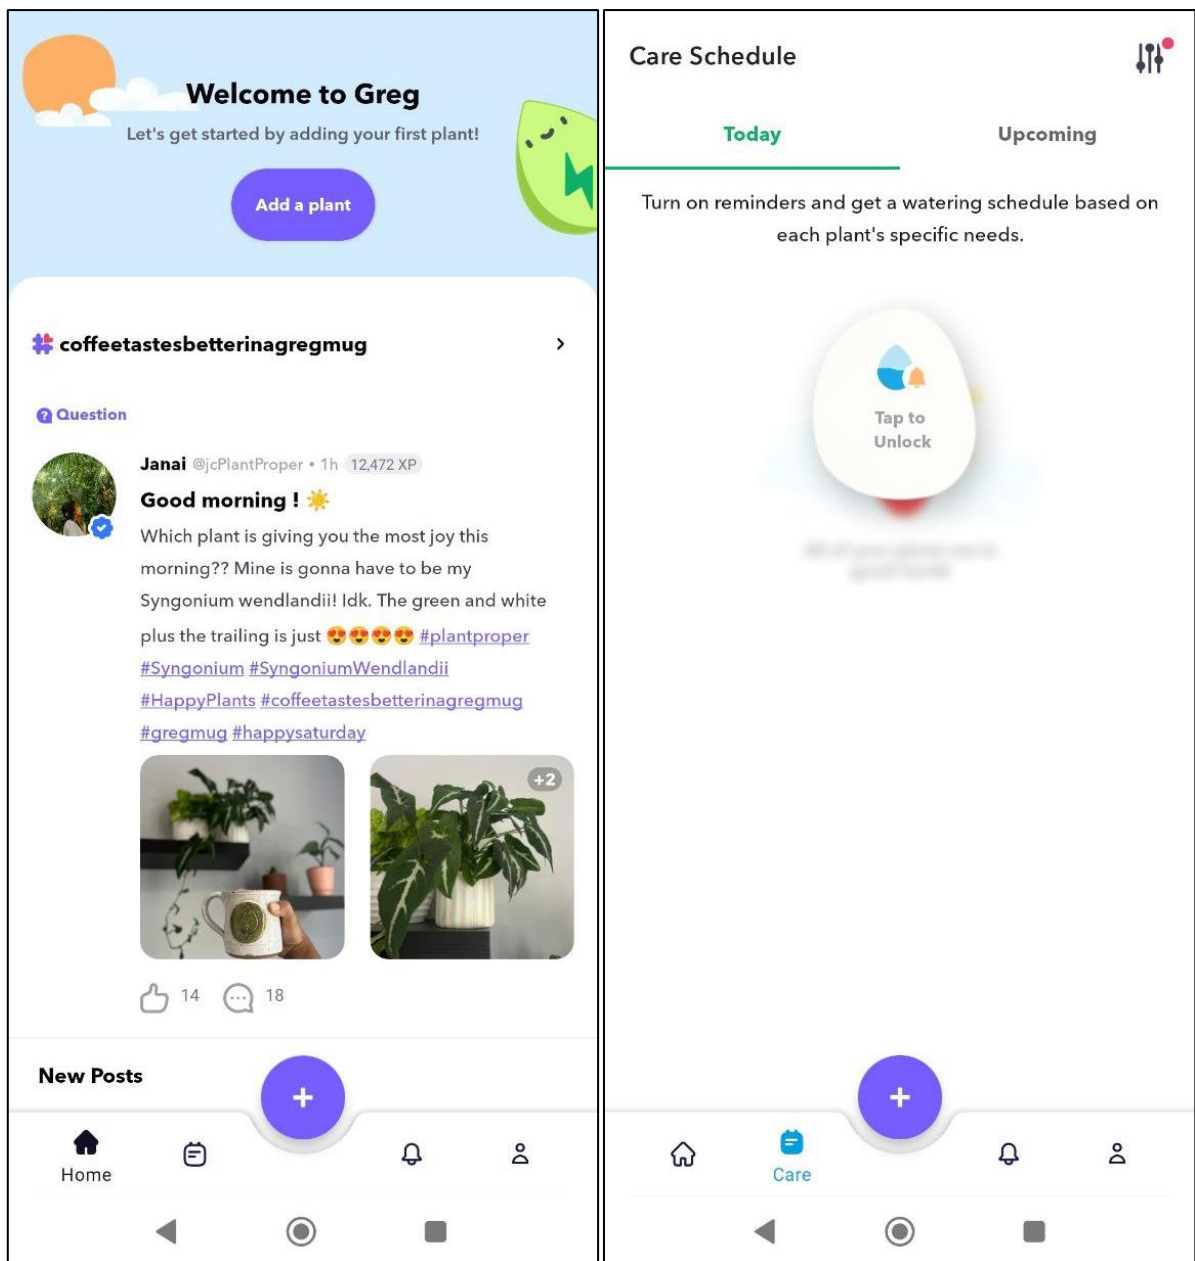 Welcome to Greg
Let's get started by adding your first plant!
Add a plant
#coffeetastesbetterinagregmug
Question
Janai @jcPlantProper • 1h 12,472 XP
Good morning ! ☀️
Which plant is giving you the most joy this
morning?? Mine is gonna have to be my
Syngonium wendlandii! Idk. The green and white
plus the trailing is just 😍😍😍😍 #plantproper
#Syngonium #SyngoniumWendlandii
#HappyPlants #coffeetastesbetterinagregmug
#gregmug #happysaturday
+2
14 18
New Posts
Home
Care Schedule
Today Upcoming
Turn on reminders and get a watering schedule based on
each plant's specific needs.
Tap to
Unlock
Care